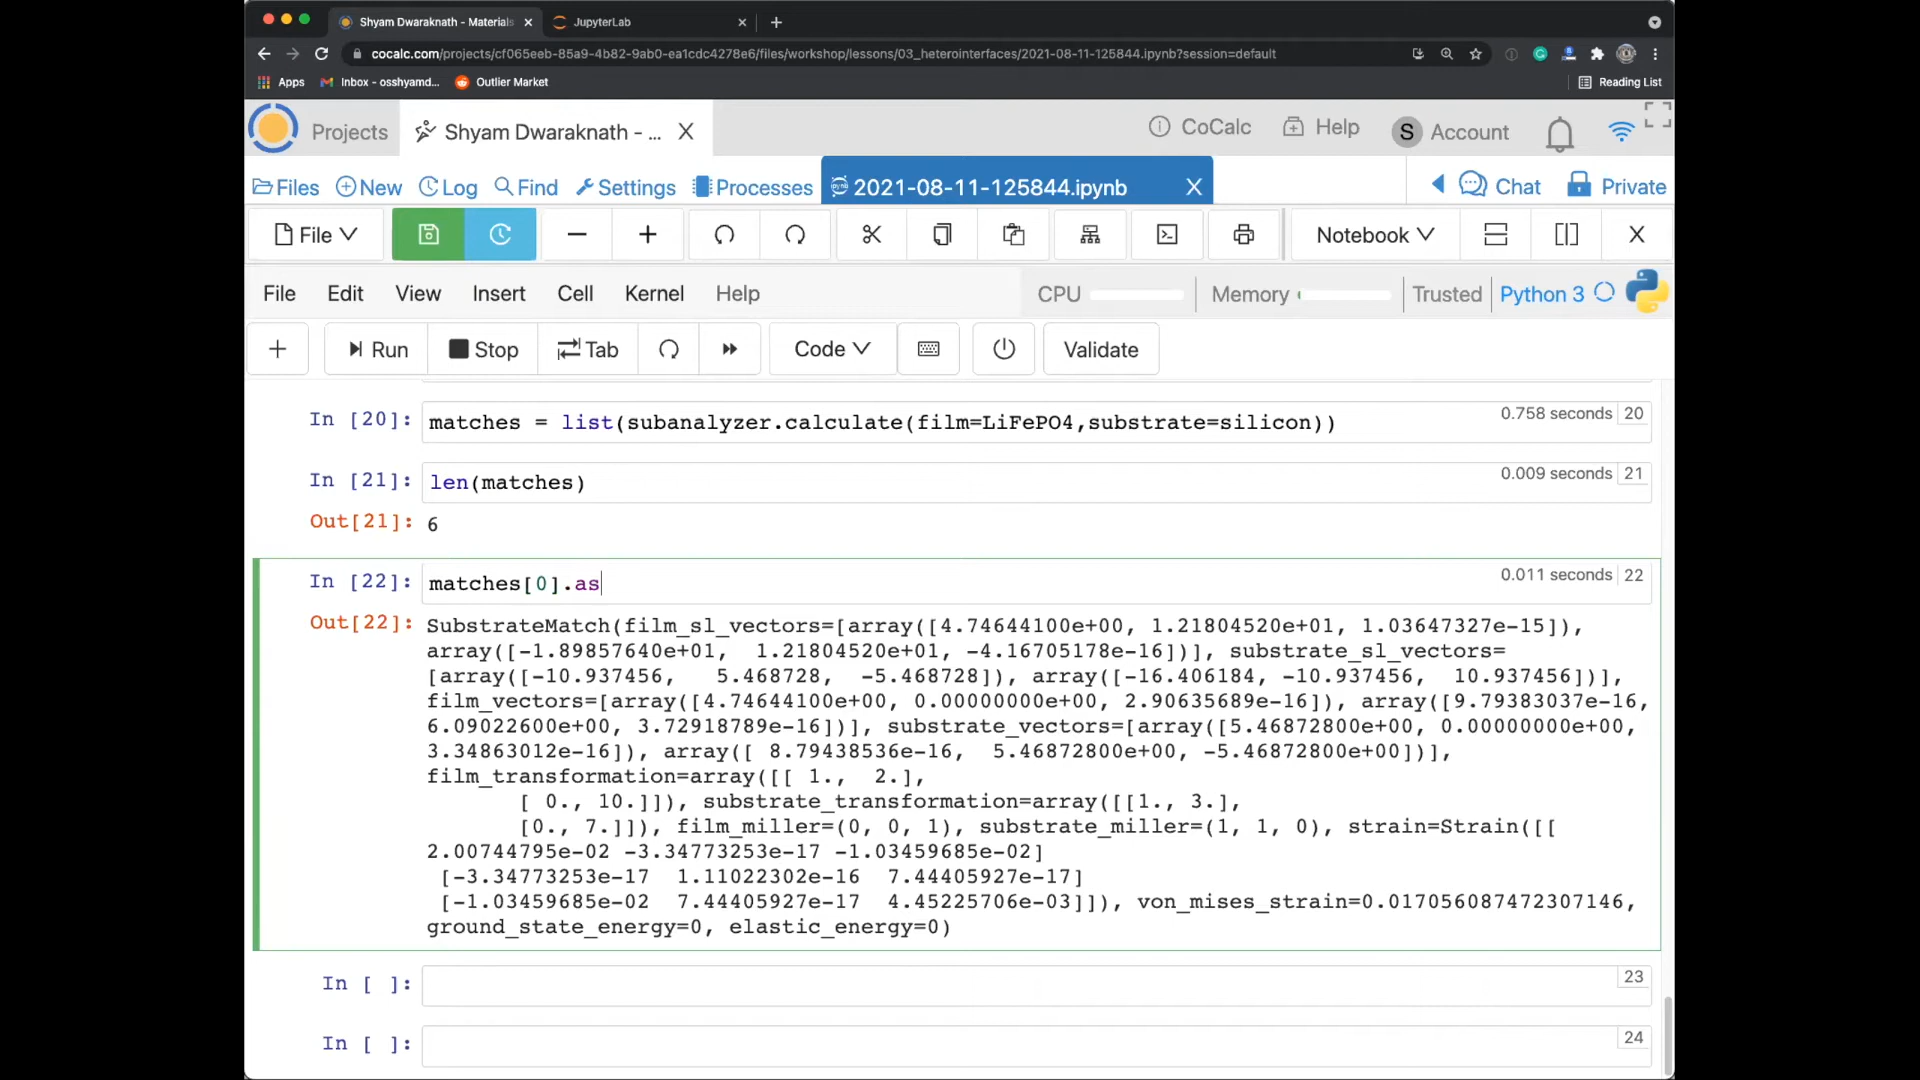 Shyam Dwaraknath - Materials
JupyterLab
cocalc.com/projects/cf065eeb-85a9-4b82-9ab0-ea1cdc4278e6/files/workshop/lessons/03_heterointerfaces/2021-08-11-125844.ipynb?session=default
Apps Inbox - osshyamd... Outlier Market Reading List
Projects Shyam Dwaraknath - ... X CoCalc Help S Account
Files New Log Find Settings Processes 2021-08-11-125844.ipynb X Chat Private
File Notebook X
File Edit View Insert Cell Kernel Help CPU Memory Trusted Python 3
Run Stop Tab Code Validate
In [20]: matches = list(subanalyzer.calculate(film=LiFePO4,substrate=silicon)) 0.758 seconds 20
In [21]: len(matches) 0.009 seconds 21
Out[21]: 6
In [22]: matches[0].as 0.011 seconds 22
Out[22]: SubstrateMatch(film_sl_vectors=[array([4.74644100e+00, 1.21804520e+01, 1.03647327e-15]),
array([-1.89857640e+01,  1.21804520e+01, -4.16705178e-16])], substrate_sl_vectors=
[array([-10.937456,   5.468728,  -5.468728]), array([-16.406184, -10.937456,  10.937456])],
film_vectors=[array([4.74644100e+00, 0.00000000e+00, 2.90635689e-16]), array([9.79383037e-16,
6.09022600e+00, 3.72918789e-16])], substrate_vectors=[array([5.46872800e+00, 0.00000000e+00,
3.34863012e-16]), array([ 8.79438536e-16,  5.46872800e+00, -5.46872800e+00])],
film_transformation=array([[ 1.,  2.],
[ 0., 10.]]), substrate_transformation=array([[1., 3.],
[0., 7.]]), film_miller=(0, 0, 1), substrate_miller=(1, 1, 0), strain=Strain([[
2.00744795e-02 -3.34773253e-17 -1.03459685e-02]
[-3.34773253e-17  1.11022302e-16  7.44405927e-17]
[-1.03459685e-02  7.44405927e-17  4.45225706e-03]]), von_mises_strain=0.017056087472307146,
ground_state_energy=0, elastic_energy=0)
In [ ]: 23
In [ ]: 24